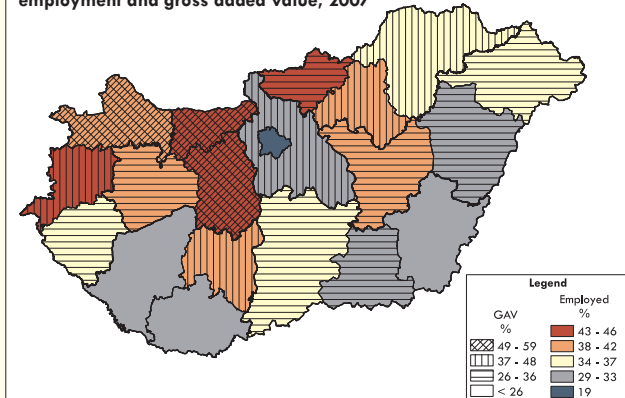 employment and gross added value, 2007
Legend
GAV
%
49 - 59
37 - 48
26 - 36
< 26
Employed
%
43 - 46
38 - 42
34 - 37
29 - 33
19